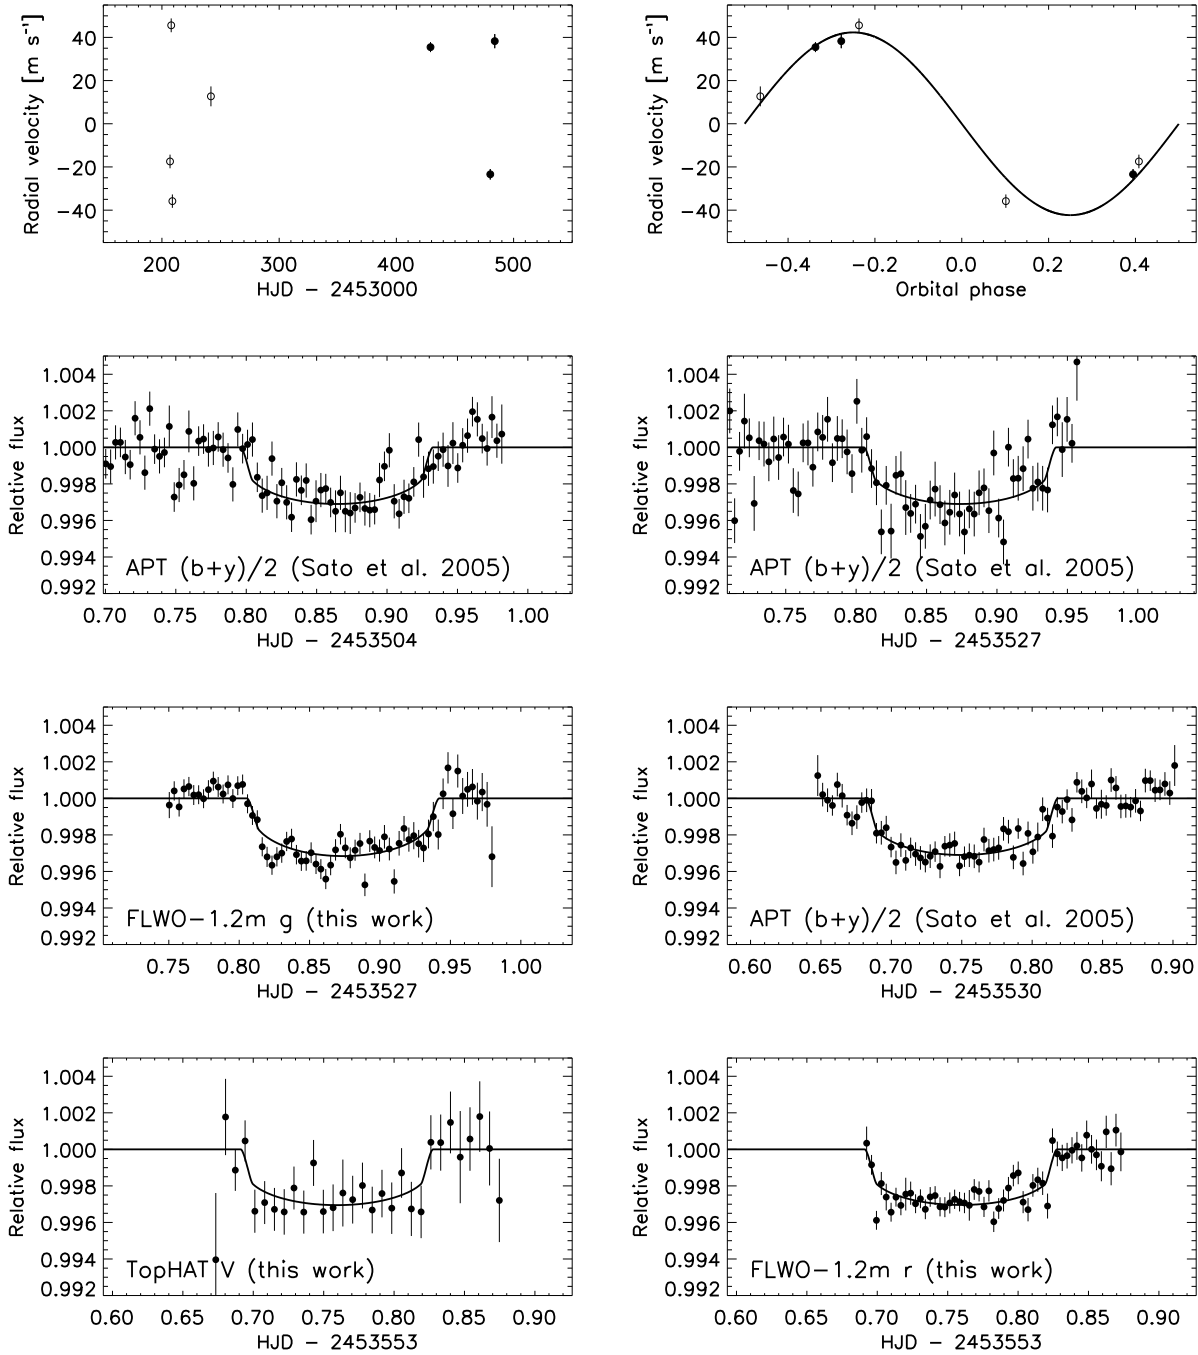 Radial velocity [m s⁻¹]
40
20
0
−20
−40
200 300 400 500
HJD − 2453000
Radial velocity [m s⁻¹]
40
20
0
−20
−40
−0.4 −0.2 0.0 0.2 0.4
Orbital phase
Relative flux
1.004
1.002
1.000
0.998
0.996
0.994
0.992
APT (b+y)/2 (Sato et al. 2005)
0.70 0.75 0.80 0.85 0.90 0.95 1.00
HJD − 2453504
Relative flux
1.004
1.002
1.000
0.998
0.996
0.994
0.992
APT (b+y)/2 (Sato et al. 2005)
0.75 0.80 0.85 0.90 0.95 1.00
HJD − 2453527
Relative flux
1.004
1.002
1.000
0.998
0.996
0.994
0.992
FLWO−1.2m g (this work)
0.75 0.80 0.85 0.90 0.95 1.00
HJD − 2453527
Relative flux
1.004
1.002
1.000
0.998
0.996
0.994
0.992
APT (b+y)/2 (Sato et al. 2005)
0.60 0.65 0.70 0.75 0.80 0.85 0.90
HJD − 2453530
Relative flux
1.004
1.002
1.000
0.998
0.996
0.994
0.992
TopHAT V (this work)
0.60 0.65 0.70 0.75 0.80 0.85 0.90
HJD − 2453553
Relative flux
1.004
1.002
1.000
0.998
0.996
0.994
0.992
FLWO−1.2m r (this work)
0.60 0.65 0.70 0.75 0.80 0.85 0.90
HJD − 2453553